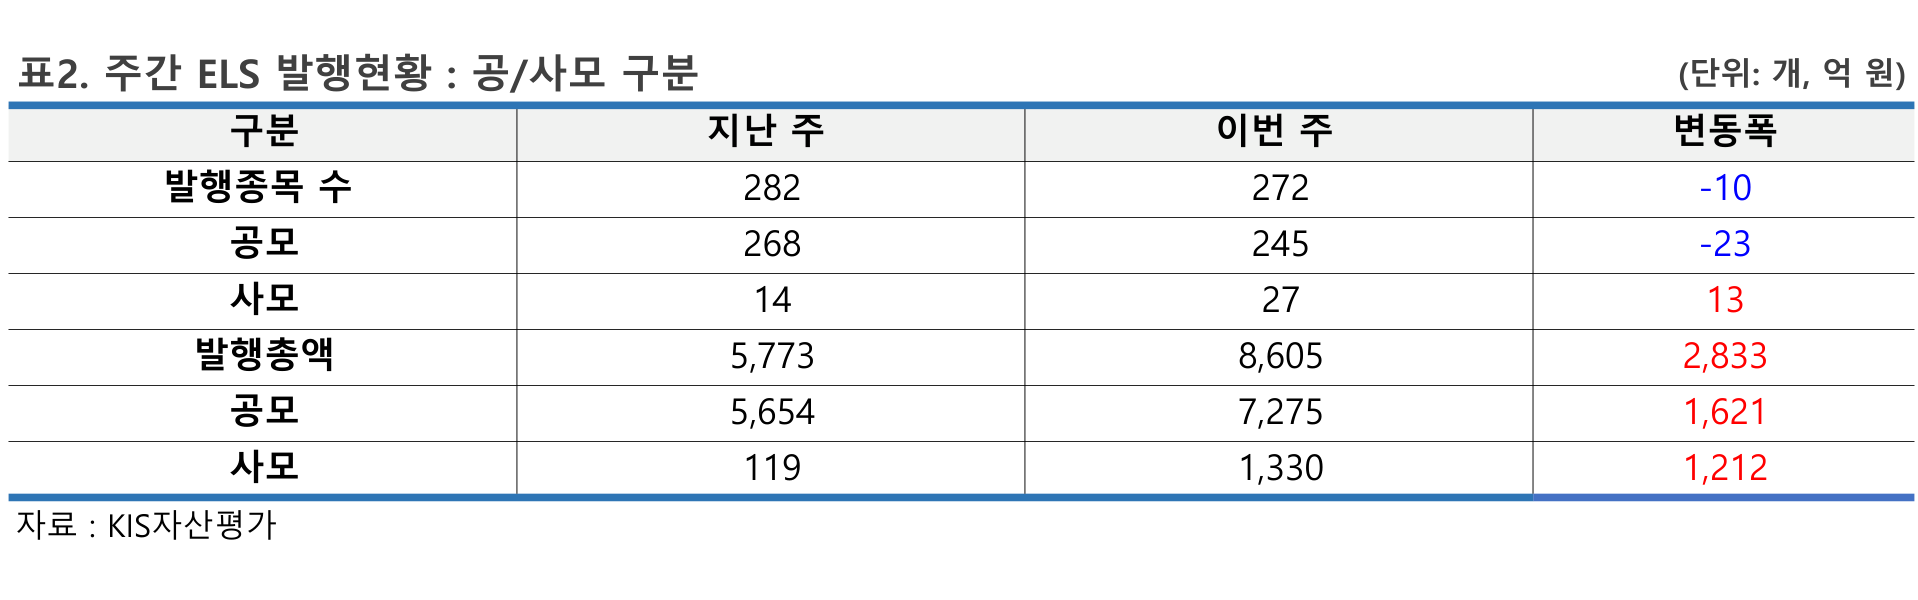 표2. 주간 ELS 발행현황 : 공/사모 구분 (단위: 개, 억 원)
구분 지난 주 이번 주 변동폭
발행종목 수 282 272 -10
공모 268 245 -23
사모 14 27 13
발행총액 5,773 8,605 2,833
공모 5,654 7,275 1,621
사모 119 1,330 1,212
자료 : KIS자산평가